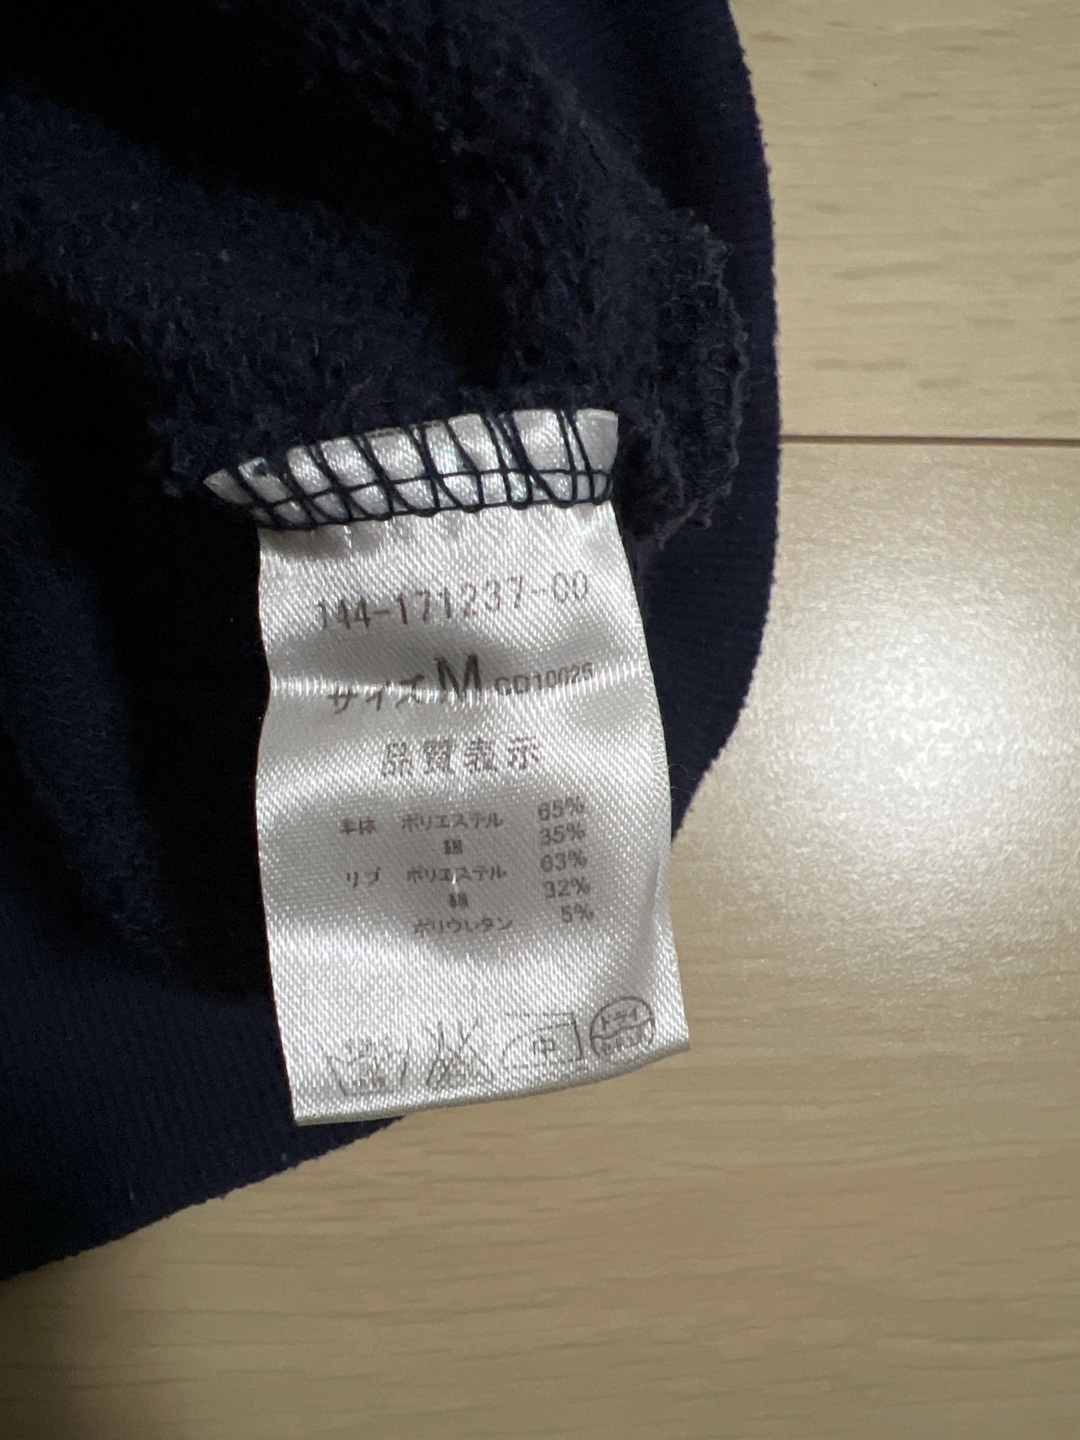 144-171237-00
サイズ M CD10025
品質表示
本体 ポリエステル 65%
綿 35%
リブ ポリエステル 63%
綿 32%
ポリウレタン 5%
中
ドライ